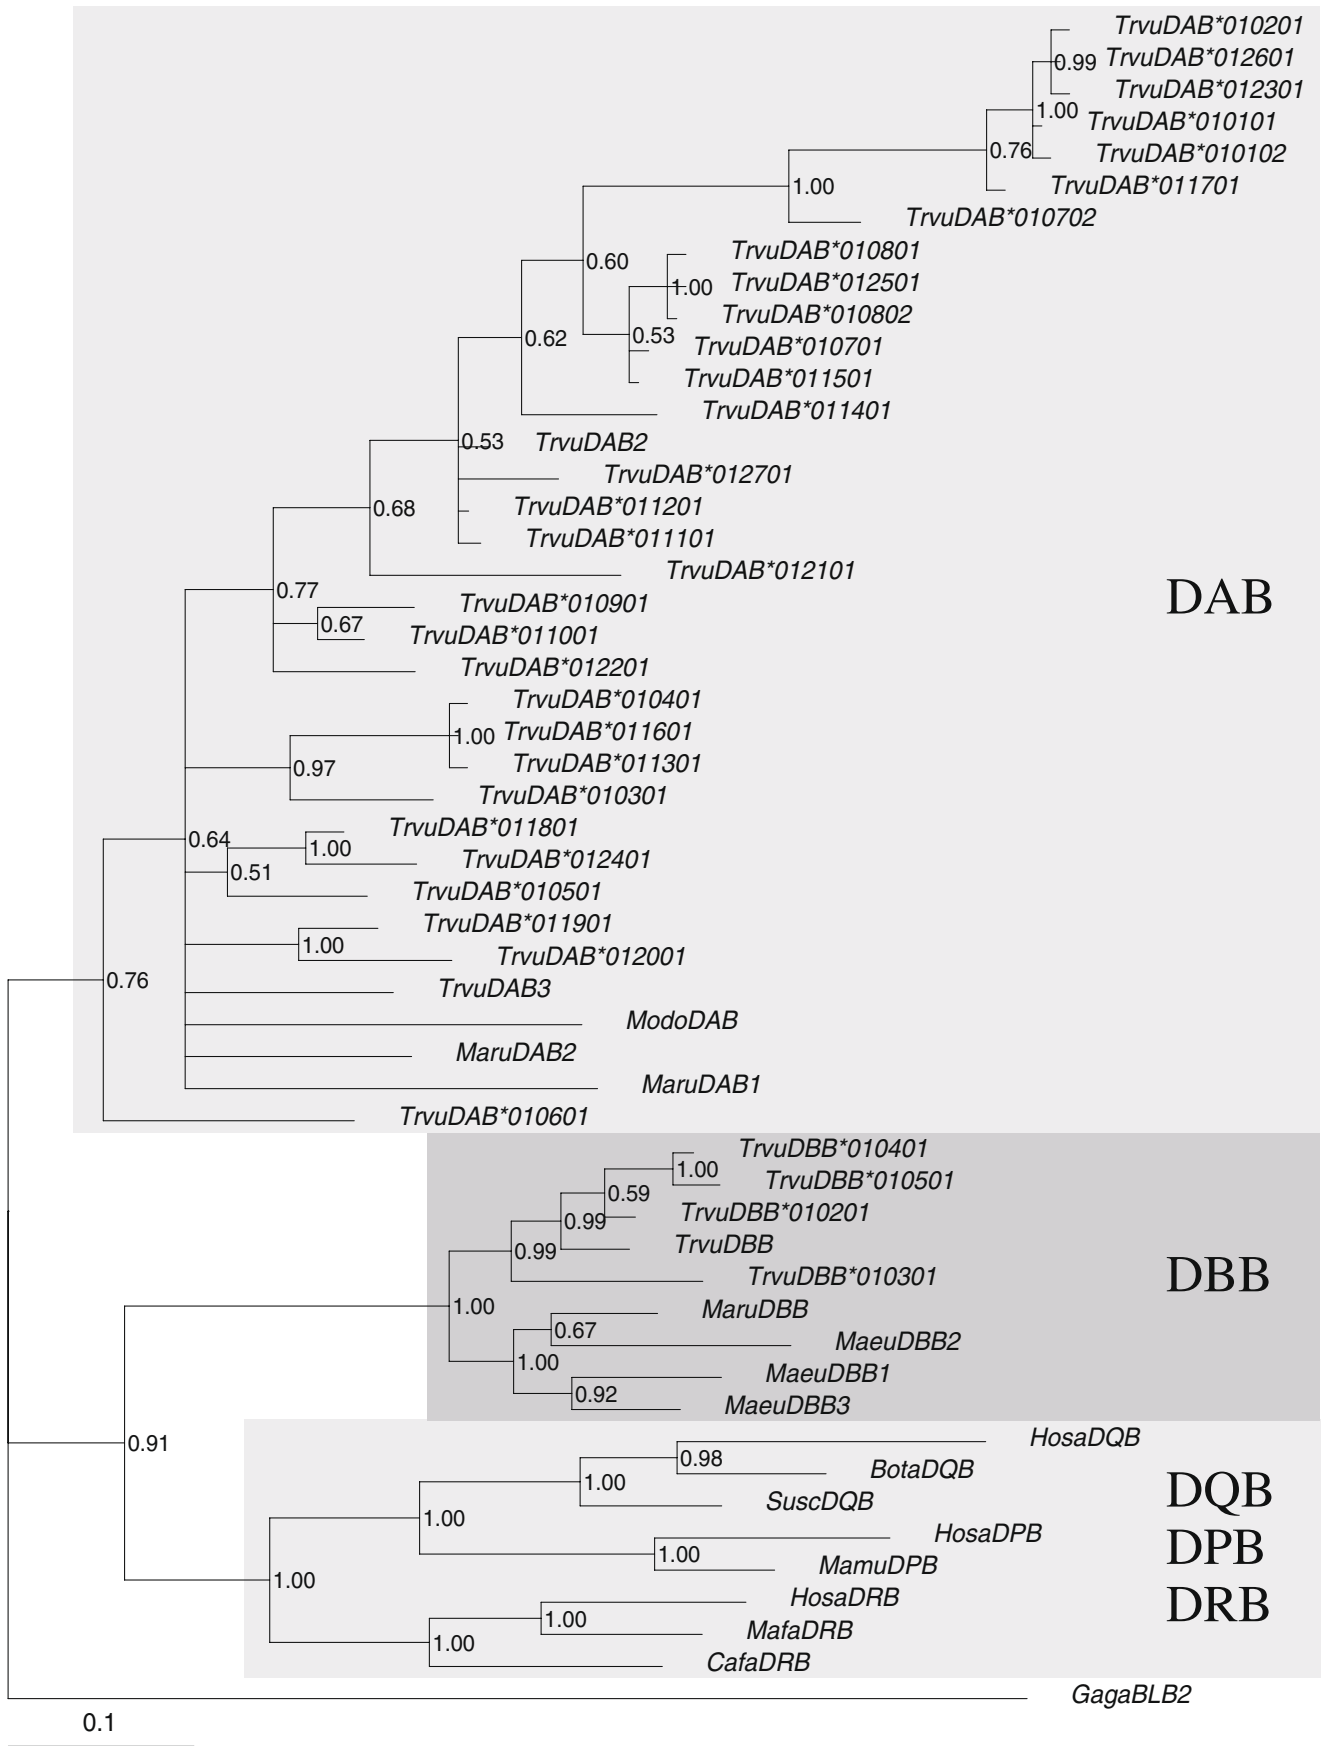 TrvuDAB*010201
0.99 TrvuDAB*012601
TrvuDAB*012301
1.00 TrvuDAB*010101
0.76 TrvuDAB*010102
1.00 TrvuDAB*011701
TrvuDAB*010702
0.60 TrvuDAB*010801
1.00 TrvuDAB*012501
TrvuDAB*010802
0.62 0.53 TrvuDAB*010701
TrvuDAB*011501
TrvuDAB*011401
0.53 TrvuDAB2
TrvuDAB*012701
0.68 TrvuDAB*011201
TrvuDAB*011101
TrvuDAB*012101
DAB
0.77 TrvuDAB*010901
0.67 TrvuDAB*011001
TrvuDAB*012201
TrvuDAB*010401
1.00 TrvuDAB*011601
0.97 TrvuDAB*011301
TrvuDAB*010301
0.64 TrvuDAB*011801
1.00 TrvuDAB*012401
0.51 TrvuDAB*010501
TrvuDAB*011901
1.00 TrvuDAB*012001
0.76 TrvuDAB3
ModoDAB
MaruDAB2
MaruDAB1
TrvuDAB*010601
TrvuDBB*010401
1.00 TrvuDBB*010501
0.59
0.99 TrvuDBB*010201
0.99 TrvuDBB
TrvuDBB*010301
DBB
1.00 MaruDBB
0.67 MaeuDBB2
1.00 MaeuDBB1
0.92 MaeuDBB3
0.91 HosaDQB
0.98 BotaDQB
1.00 SuscDQB
DQB
1.00 HosaDPB
1.00 MamuDPB
DPB
1.00 HosaDRB
1.00 MafaDRB
DRB
1.00 CafaDRB
GagaBLB2
0.1